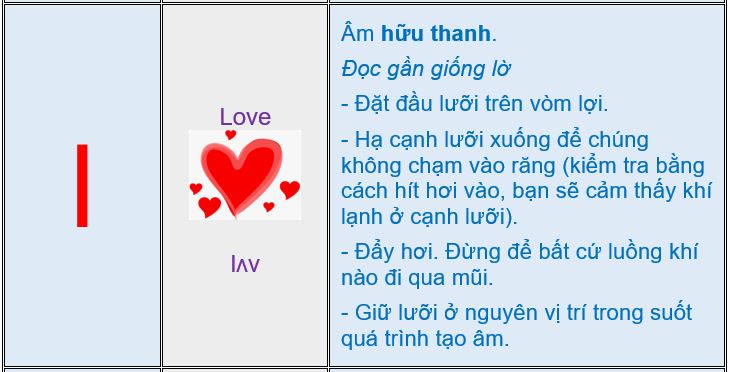 l
Love
lʌv
Âm hữu thanh.
Đọc gần giống lờ
- Đặt đầu lưỡi trên vòm lợi.
- Hạ cạnh lưỡi xuống để chúng
không chạm vào răng (kiểm tra bằng
cách hít hơi vào, bạn sẽ cảm thấy khí
lạnh ở cạnh lưỡi).
- Đẩy hơi. Đừng để bất cứ luồng khí
nào đi qua mũi.
- Giữ lưỡi ở nguyên vị trí trong suốt
quá trình tạo âm.